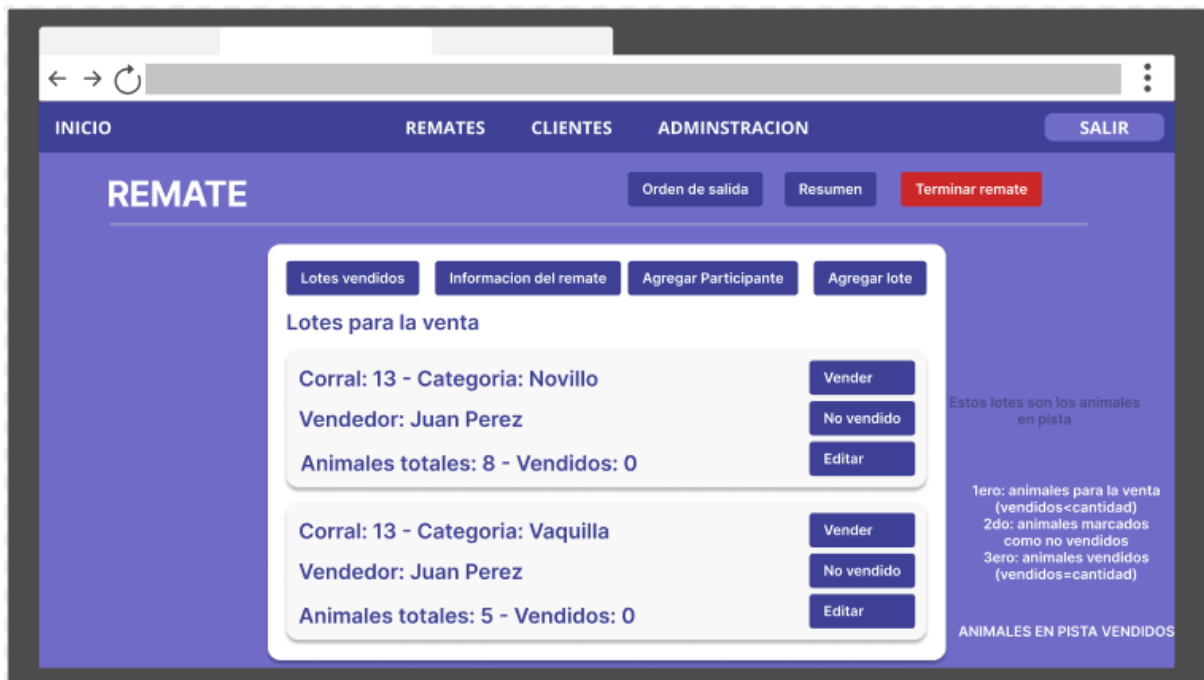 INICIO REMATES CLIENTES ADMINSTRACION SALIR
REMATE
Orden de salida Resumen Terminar remate
Lotes vendidos Informacion del remate Agregar Participante Agregar lote
Lotes para la venta
Corral: 13 - Categoria: Novillo
Vendedor: Juan Perez
Animales totales: 8 - Vendidos: 0
Vender
No vendido
Editar
Corral: 13 - Categoria: Vaquilla
Vendedor: Juan Perez
Animales totales: 5 - Vendidos: 0
Vender
No vendido
Editar
Estos lotes son los animales
en pista
1ero: animales para la venta
(vendidos<cantidad)
2do: animales marcados
como no vendidos
3ero: animales vendidos
(vendidos=cantidad)
ANIMALES EN PISTA VENDIDOS